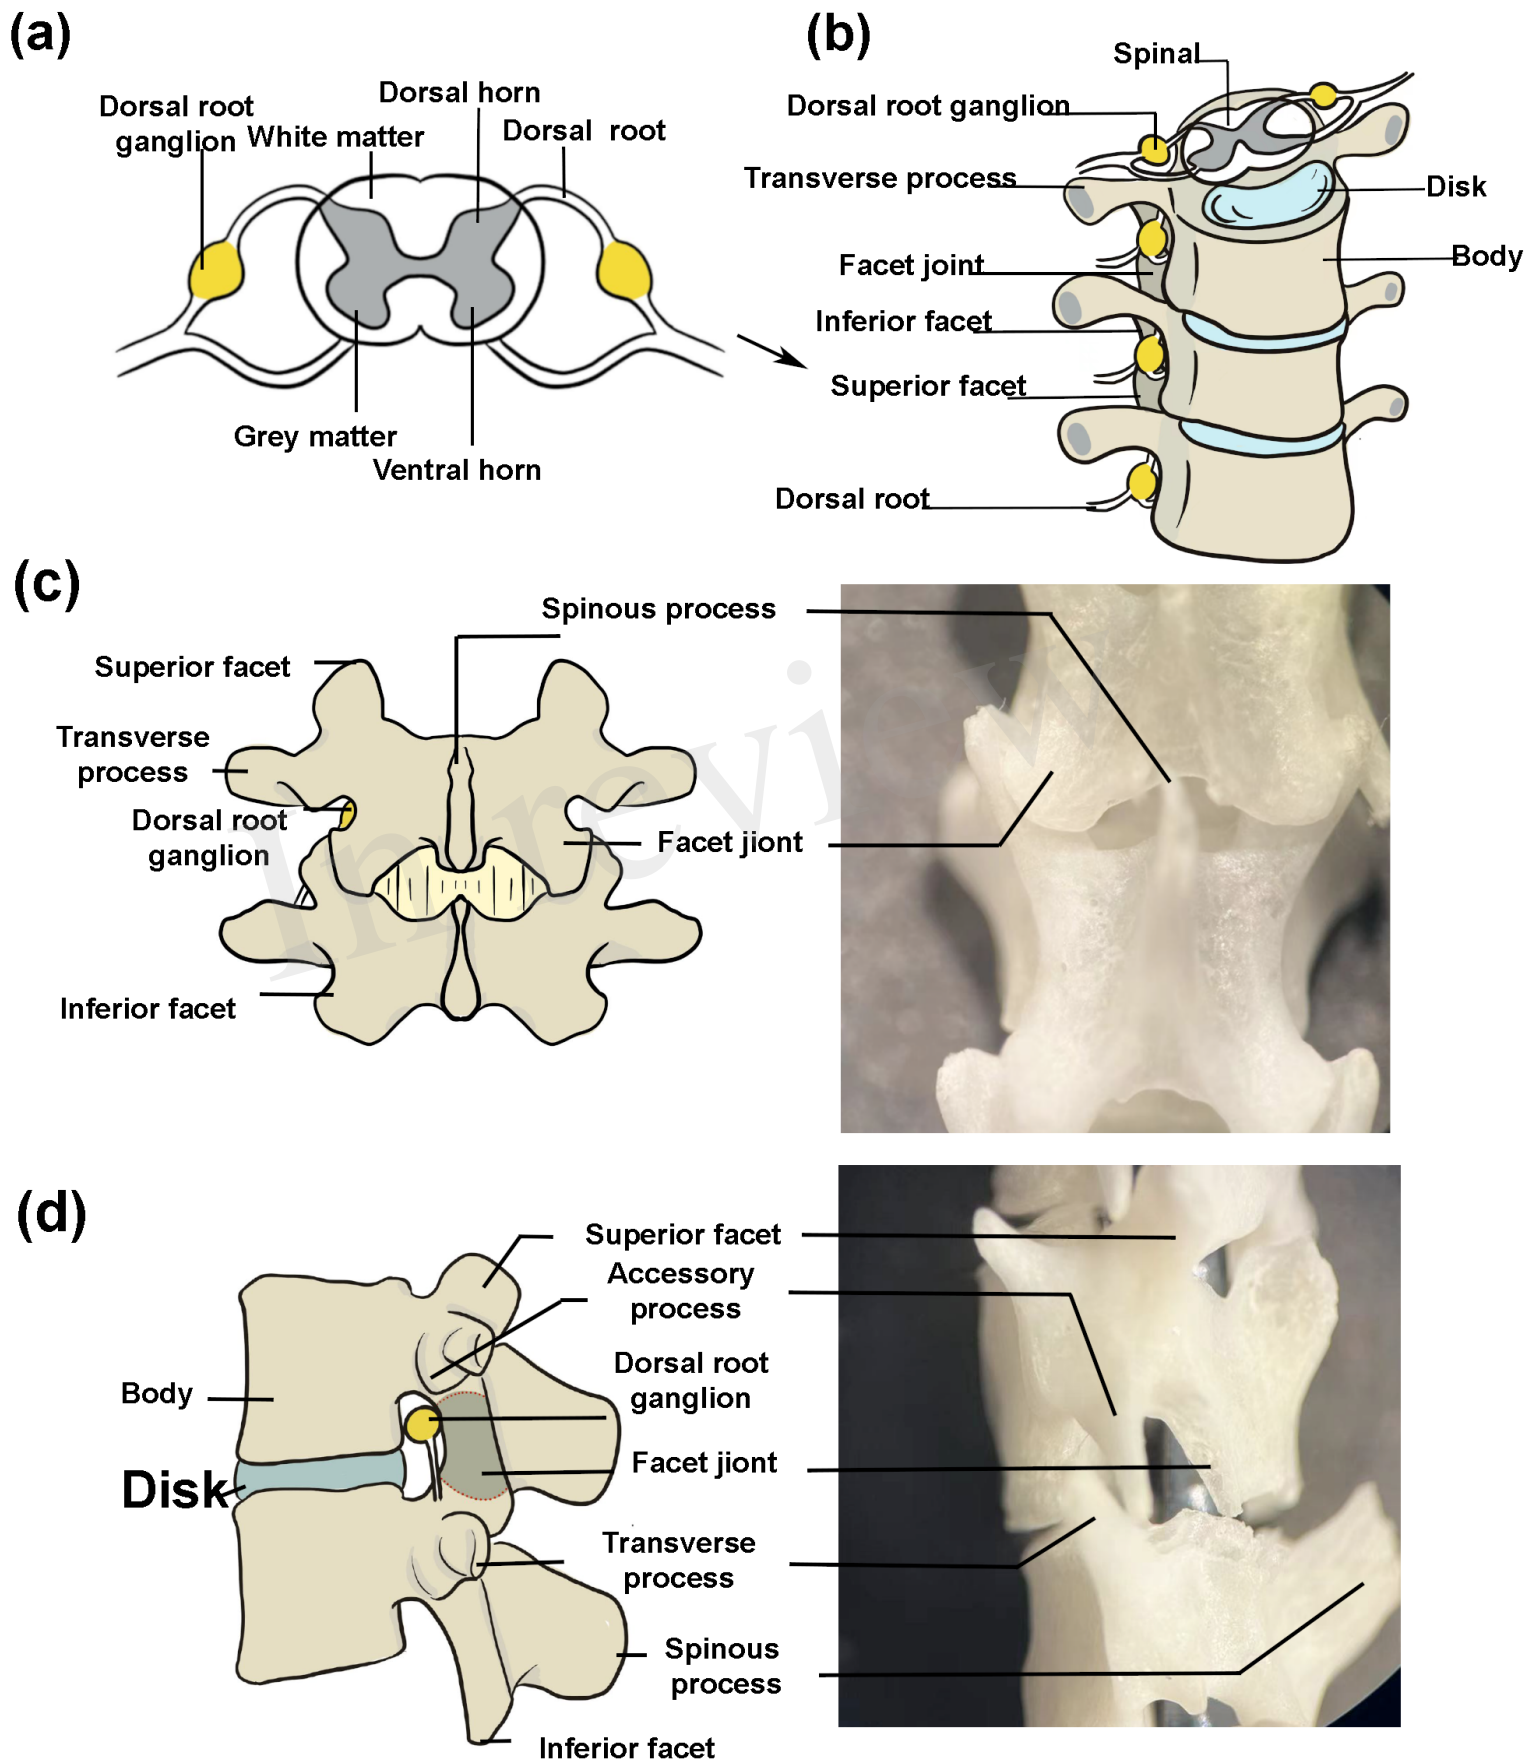 (a)
Dorsal root
ganglion
White matter
Dorsal horn
Dorsal root
Grey matter
Ventral horn
(b)
Spinal
Dorsal root ganglion
Transverse process
Disk
Facet joint
Body
Inferior facet
Superior facet
Dorsal root
(c)
Spinous process
Superior facet
Transverse
process
Dorsal root
ganglion
Facet jiont
Inferior facet
In review
(d)
Superior facet
Accessory
process
Dorsal root
ganglion
Body
Facet jiont
Disk
Transverse
process
Spinous
process
Inferior facet